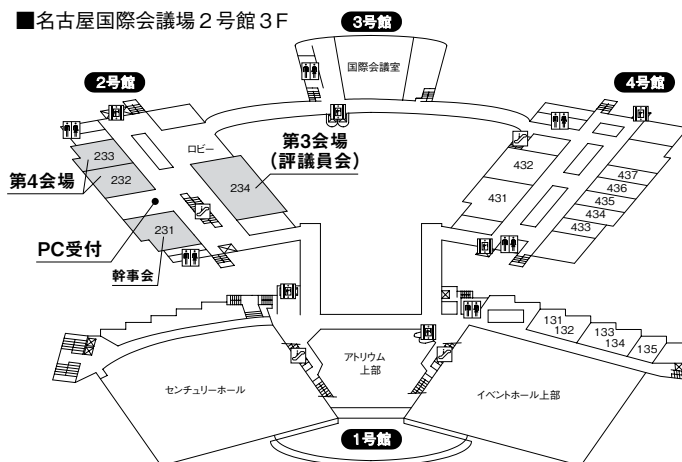 ■名古屋国際会議場２号館３F
3号館
国際会議室
2号館
4号館
ロビー
第3会場
（評議員会）
233
232
234
第4会場
PC受付
231
幹事会
432
431
437
436
435
434
433
131
132
133
134
135
アトリウム
上部
センチュリーホール
イベントホール上部
1号館